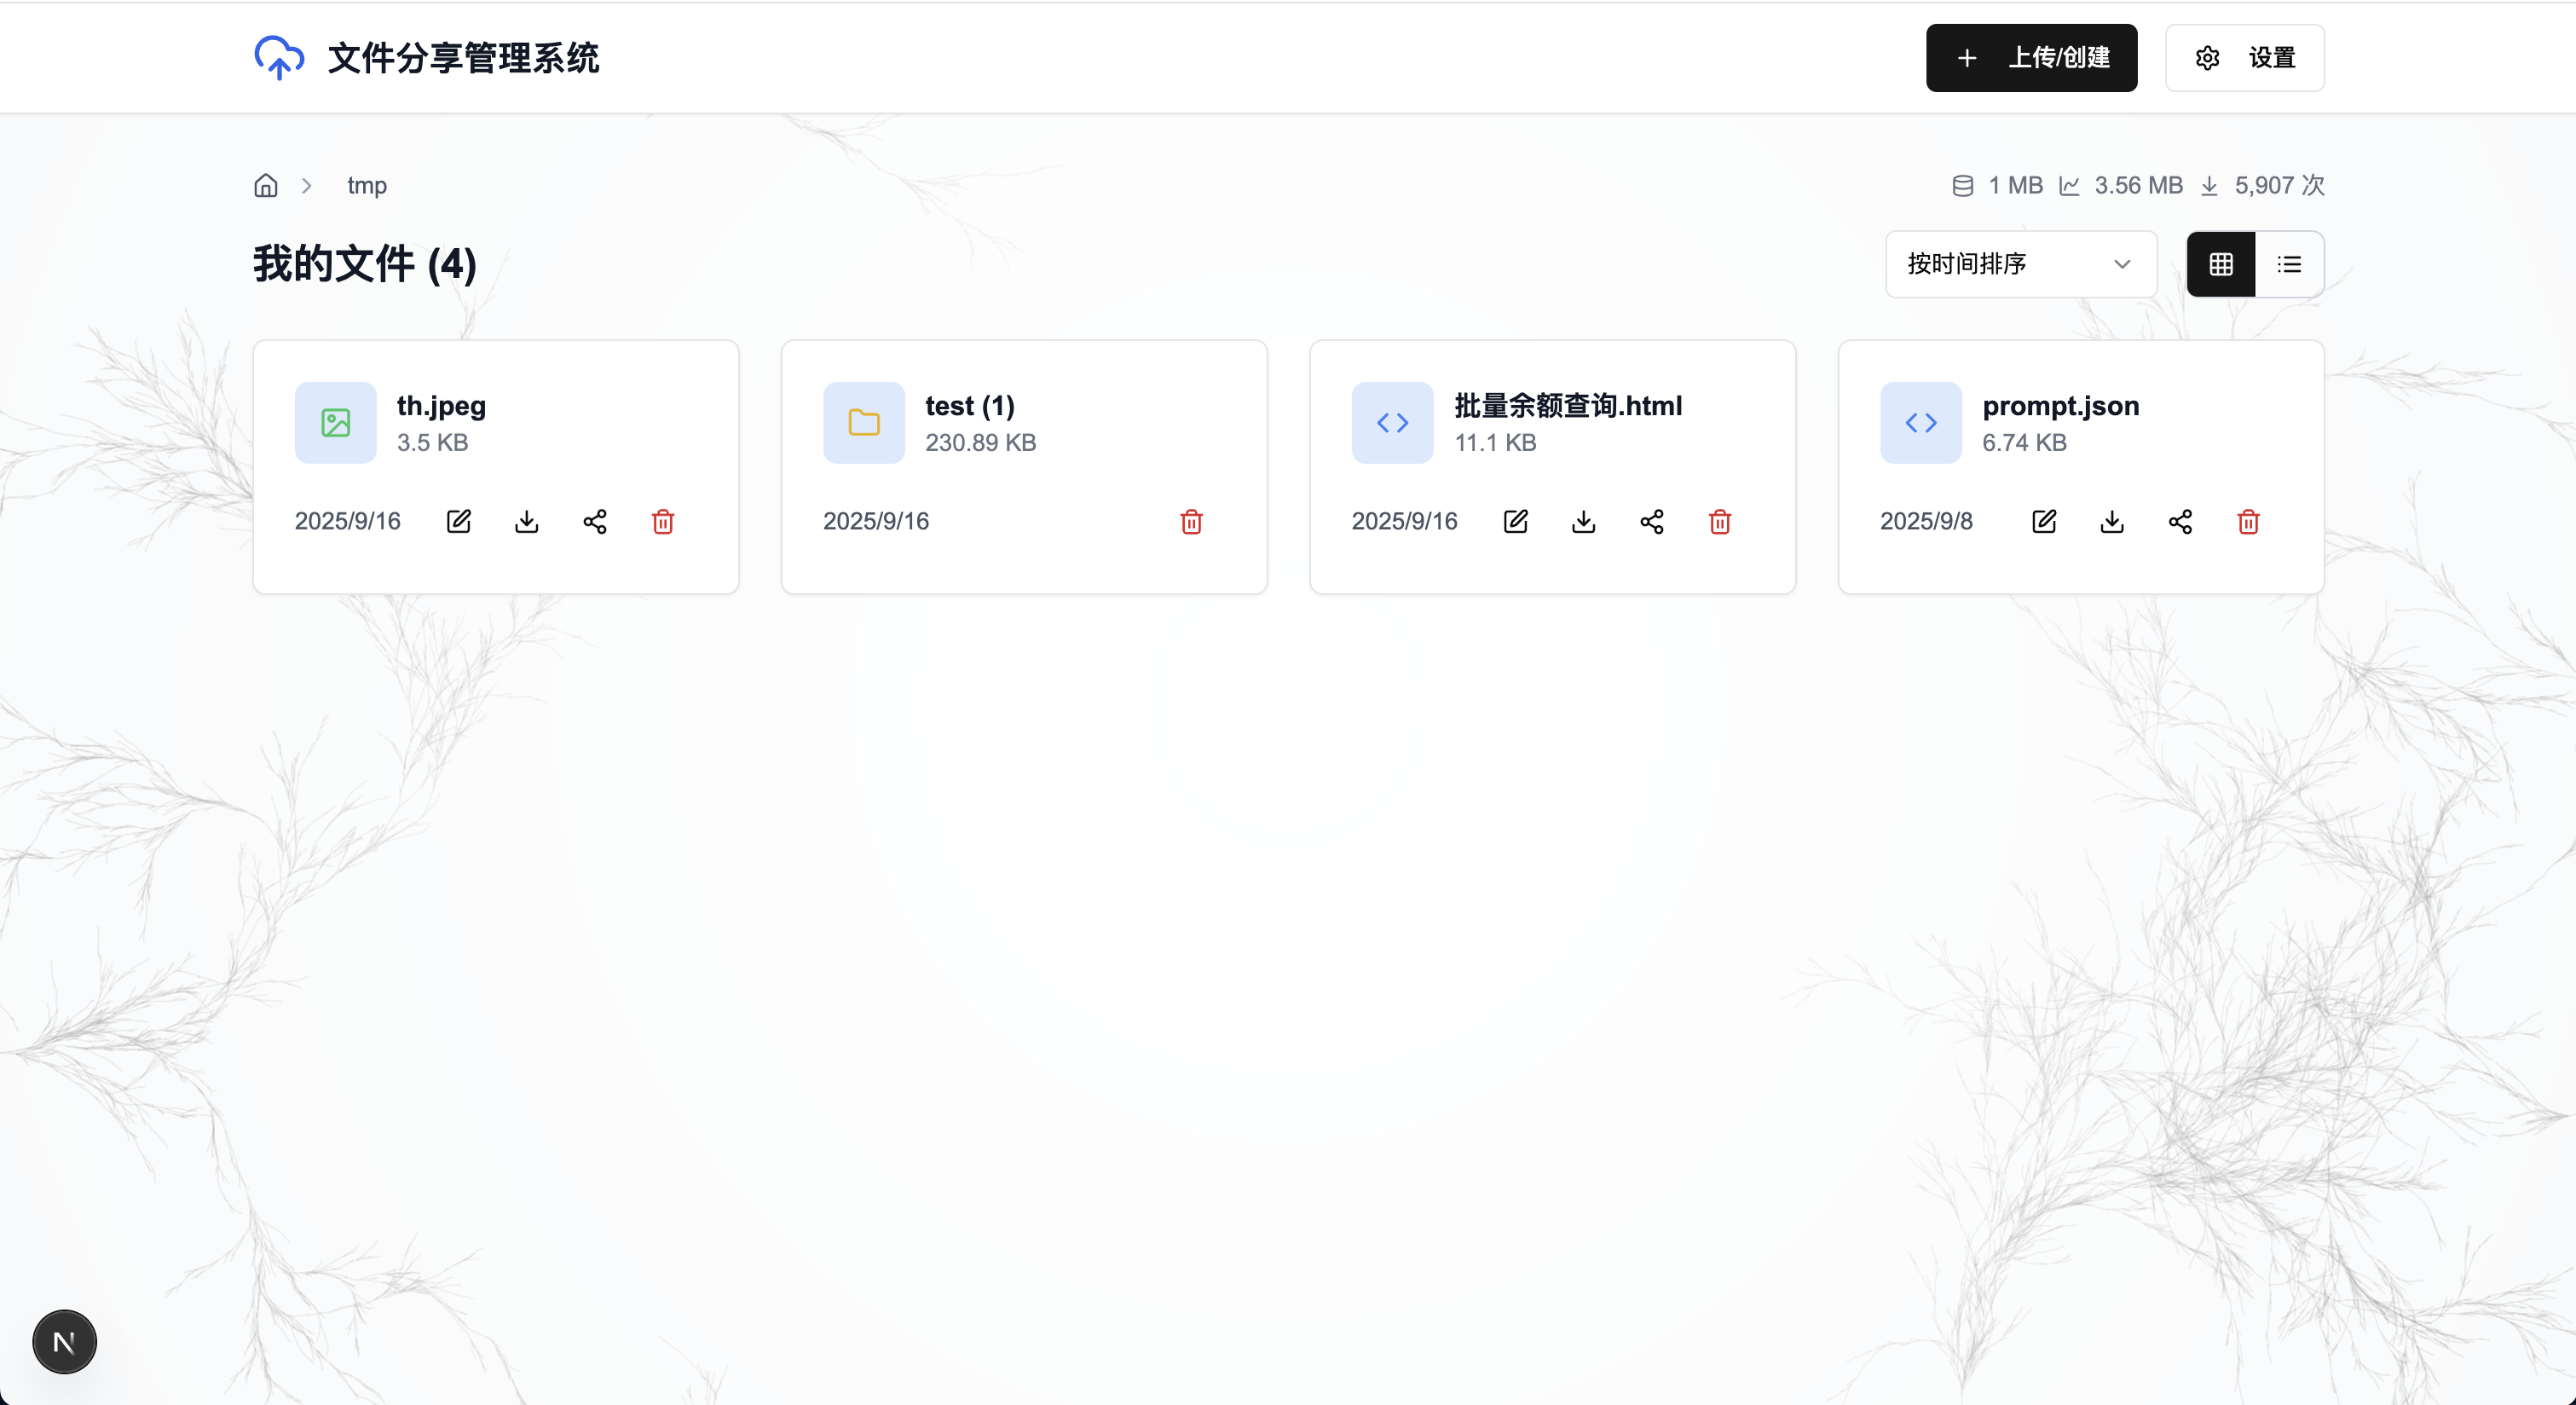 文件分享管理系统
上传/创建
设置
tmp
1 MB 3.56 MB 5,907 次
我的文件 (4)
按时间排序
th.jpeg
3.5 KB
2025/9/16
test (1)
230.89 KB
2025/9/16
批量余额查询.html
11.1 KB
2025/9/16
prompt.json
6.74 KB
2025/9/8
N